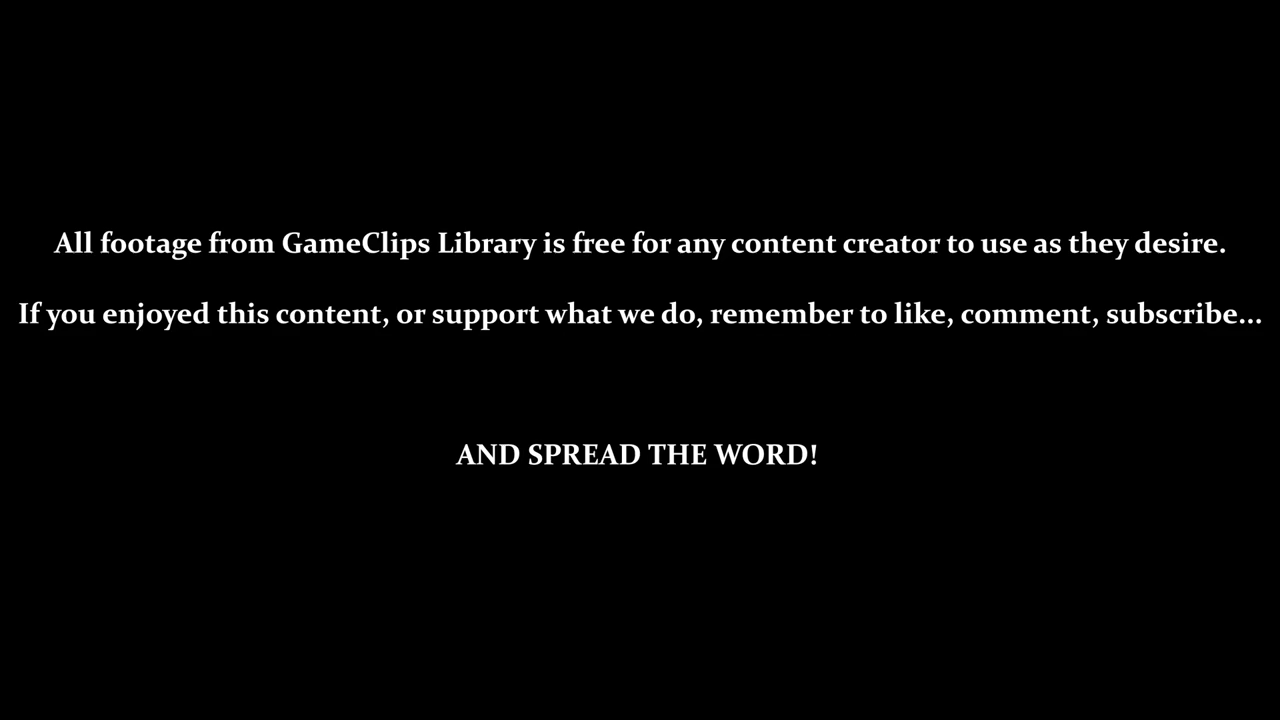 All footage from GameClips Library is free for any content creator to use as they desire.
If you enjoyed this content, or support what we do, remember to like, comment, subscribe...
AND SPREAD THE WORD!